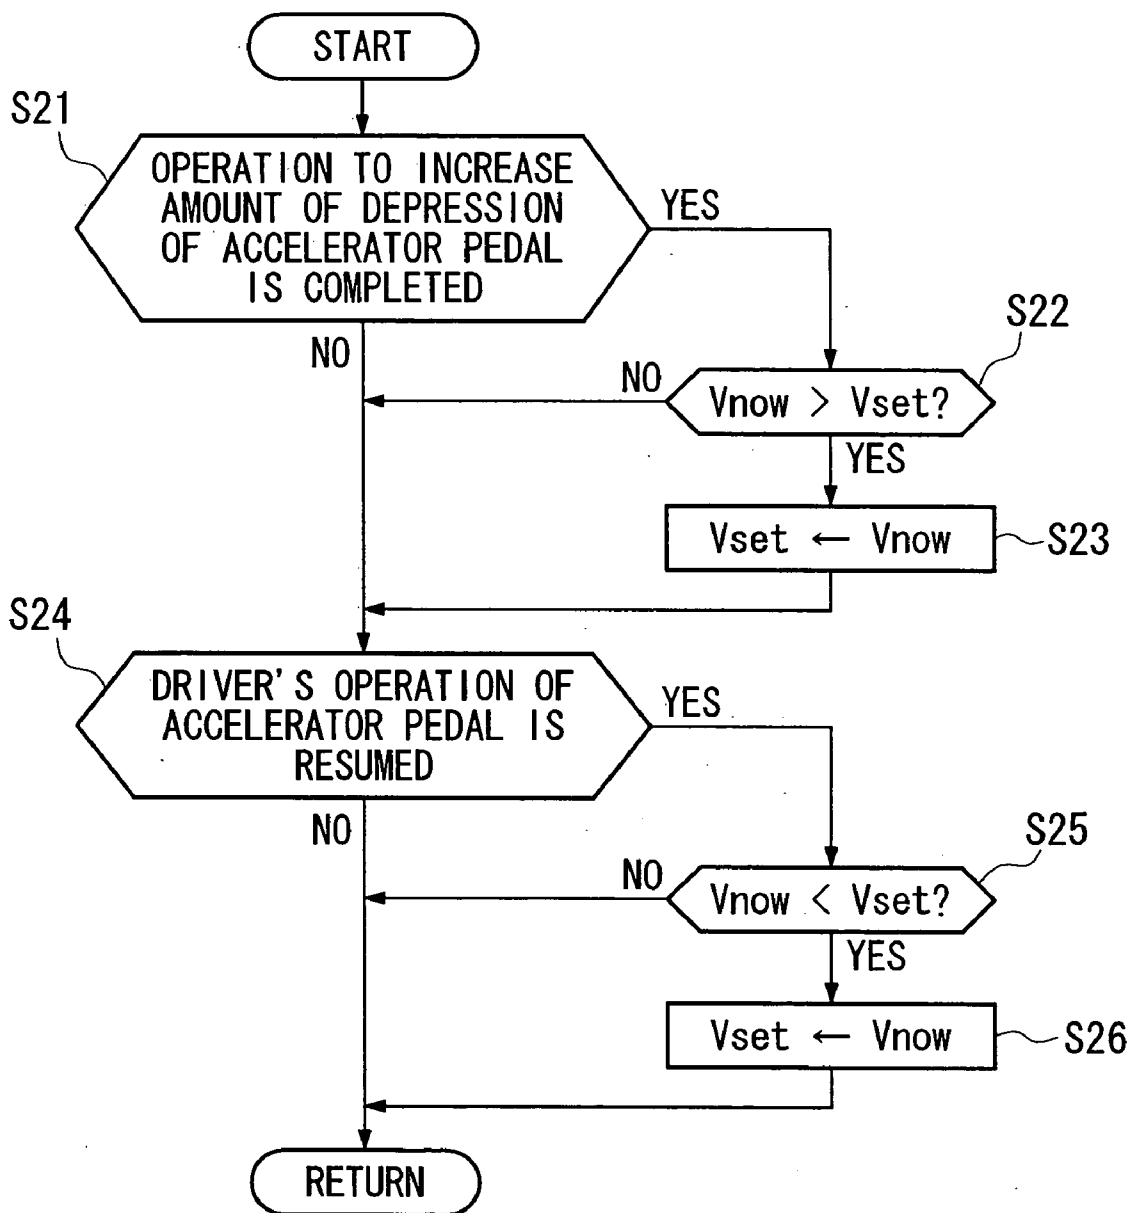 START
S21
OPERATION TO INCREASE
AMOUNT OF DEPRESSION
OF ACCELERATOR PEDAL
IS COMPLETED
YES
NO
S22
NO
Vnow > Vset?
YES
Vset ← Vnow
S23
S24
DRIVER'S OPERATION OF
ACCELERATOR PEDAL IS
RESUMED
YES
NO
S25
NO
Vnow < Vset?
YES
Vset ← Vnow
S26
RETURN